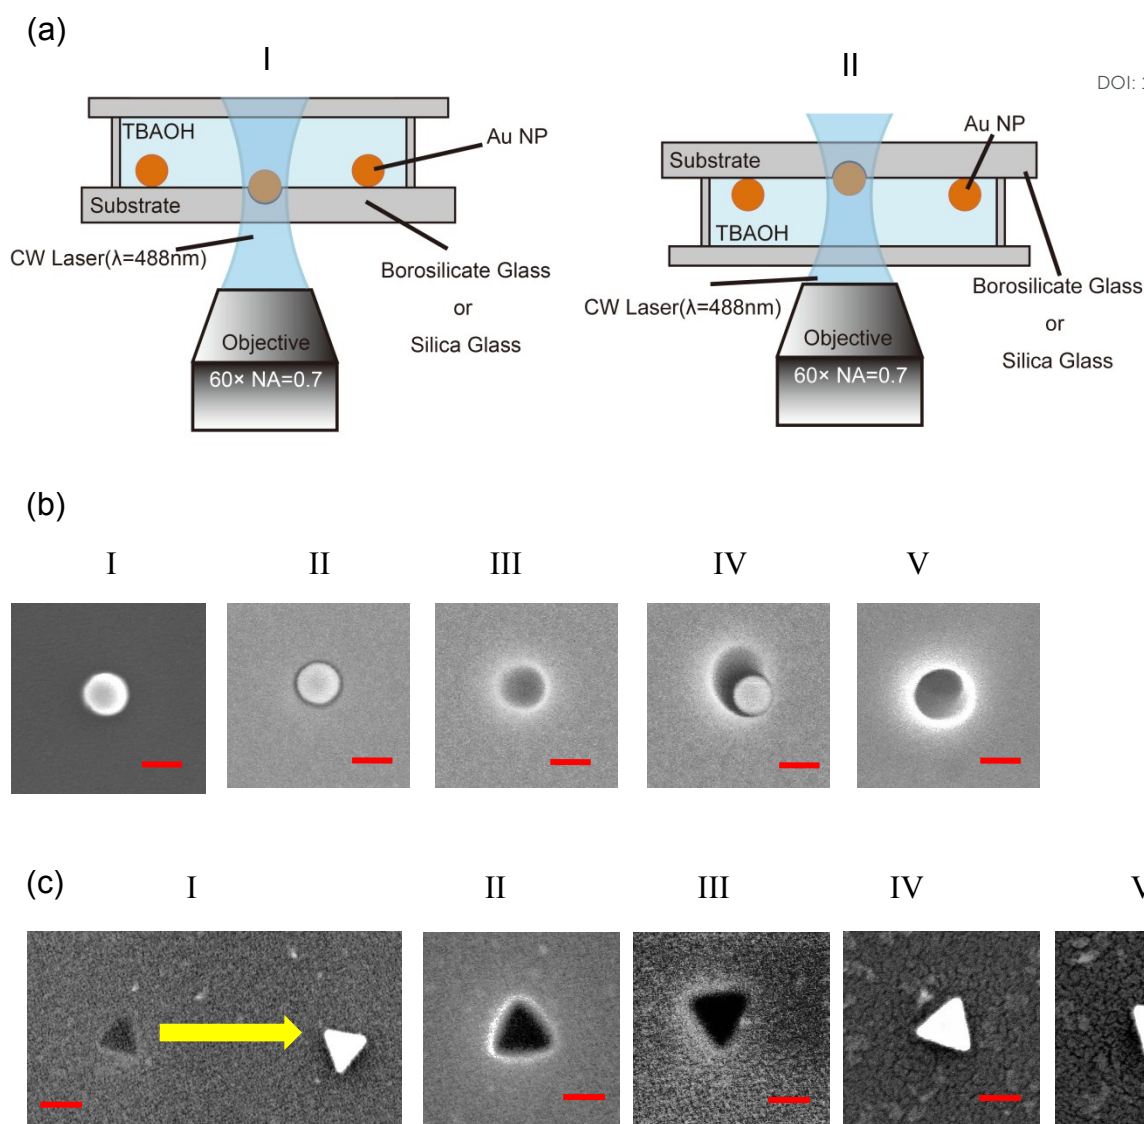 (a)
I
II
DOI:
TBAOH
Au NP
Substrate
CW Laser(λ=488nm)
Borosilicate Glass
or
Silica Glass
Objective
60× NA=0.7
Au NP
Substrate
TBAOH
CW Laser(λ=488nm)
Borosilicate Glass
or
Silica Glass
Objective
60× NA=0.7
(b)
I II III IV V
(c)
I II III IV